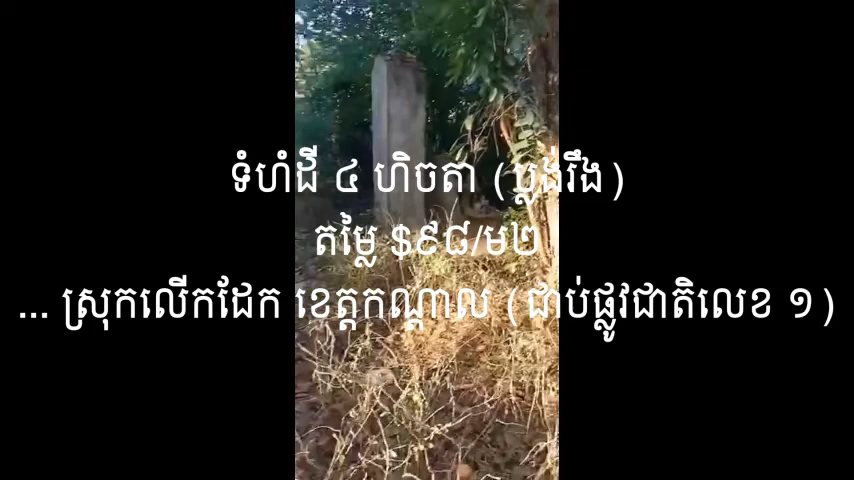 ទំហំដី ៤ ហិចតា (ប្លង់រឹង)
តម្លៃ $៩៨/ម២
... ស្រុកលើកដែក ខេត្តកណ្តាល (ជាប់ផ្លូវជាតិលេខ ១)